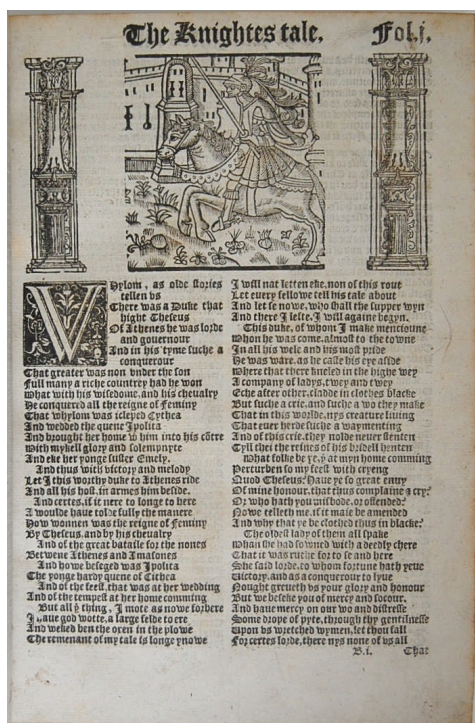 The Knightes tale.
Fol.j.
WHylom, as olde stories
tellen vs
There was a Duke that
hight Theseus
Of Athenes he was lorde
and gouernour
And in his tyme suche a
conquerour
That greater was non vnder the son
Full many a riche countrey had he won
What with his wisedome, and his cheualry
He conquerd all the reigne of Feminy
That whylom was icleped Cythea
And wedded the quene Ipolita
And brought her home w him into his cōtre
With mykell glory and solempnyte
And eke her yonge suster Emely,
And thus with victory and melody
Let I this worthy duke to Athenes ride
And all his host, in armes him beside.
And certes, if it nere to longe to here
I woulde haue tolde fully the manere
How wonnen was the reigne of Feminy
By Theseus, and by his cheualry
And of the great bataile for the nones
Betwene Athenes and Amasones
And howe beseged was Ipolita
The yonge hardy quene of Cithea
And of the feest, that was at her wedding
And of the tempest at her home comming
But all ẏ thing, I mote as nowe forbere
I haue god wotte, a large felde to ere
And weked ben the oxen in the plowe
The remenant of my tale is longe ynowe
I will nat letten eke, non of this route
Let euery fellowe tell his tale about
And let se nowe, who shall the supper wyn
And there I lefte, I will againe begyn.
This duke, of whom I make mencioune
Whon he was come, almost to the towne
In all his wele and his most pride
He was ware, as he caste his eye aside
Where that there kneled in the highe wey
A company of ladys, twey and twey
Eche after other, cladde in clothes blacke
But suche a crie, and suche a wo they make
That in this worlde, nys creature liuing
That euer herde suche a waymenting
And of this crie, they nolde neuer stenten
Tyll thei the reines of his bridell henten
What folke be ye, ẏ at myn home comming
Perturben so my feest with cryeng
Quod Theseus? Haue ye so great enuy
Of mine honour, that thus complaine & cry?
Or who hath you misbode, or offended?
Nowe telleth me, if it maie be amended
And why that ye be clothed thus in blacke?
The oldest lady of them all spake
Whan she had sowned with a deedly chere
That it was ruthe for to se and here
She said lorde, to whom fortune hath yeue
Victory, and as a conquerour to lyue
Nought greueth vs your glory and honour
But we beseke you of mercy and socour.
And haue mercy on our wo and distresse
Some drope of pyte, through thy gentilnesse
Upon vs wretched wymen, let thou fall
For certes lorde, there nys none of vs all
B.i.
That